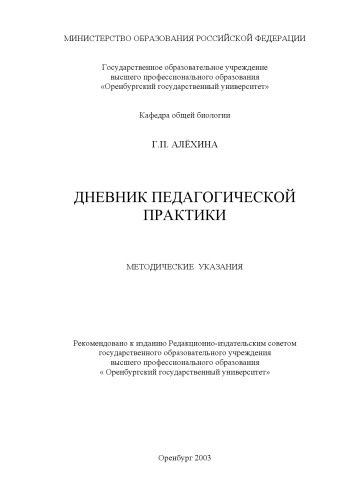 МИНИСТЕРСТВО ОБРАЗОВАНИЯ РОССИЙСКОЙ ФЕДЕРАЦИИ
Государственное образовательное учреждение
высшего профессионального образования
«Оренбургский государственный университет»
Кафедра общей биологии
Г.П. АЛЁХИНА
ДНЕВНИК ПЕДАГОГИЧЕСКОЙ
ПРАКТИКИ
МЕТОДИЧЕСКИЕ УКАЗАНИЯ
Рекомендовано к изданию Редакционно-издательским советом
государственного образовательного учреждения
высшего профессионального образования
« Оренбургский государственный университет»
Оренбург 2003